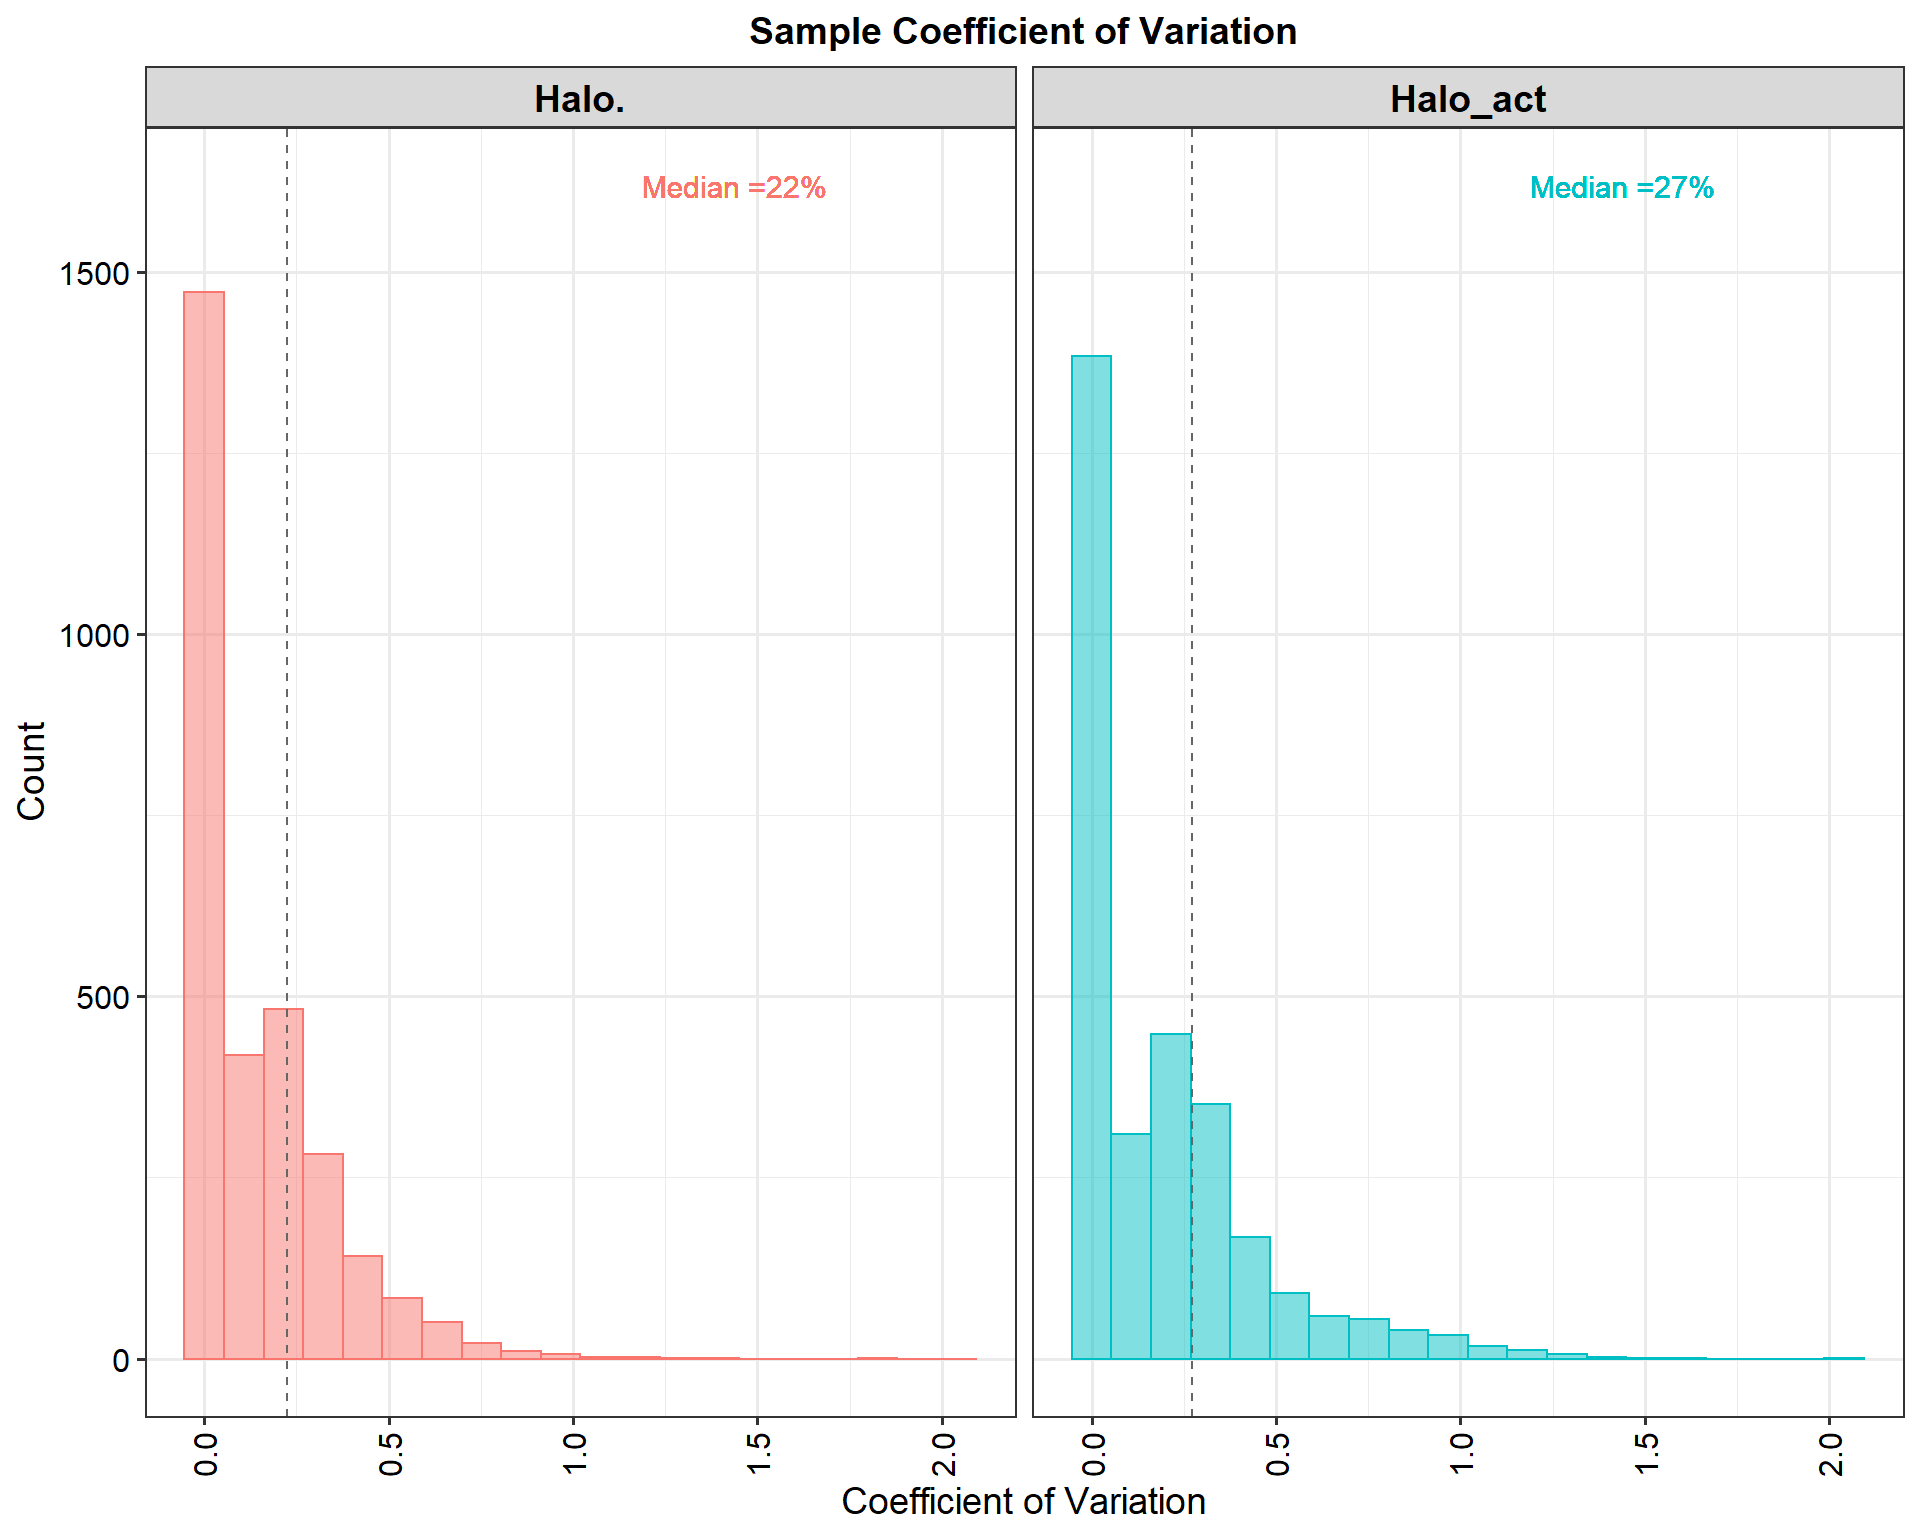 Sample Coefficient of Variation
Halo.
Halo_act
Median =22%
Median =27%
1500
1000
500
0
Count
0.0
0.5
1.0
1.5
2.0
0.0
0.5
1.0
1.5
2.0
Coefficient of Variation